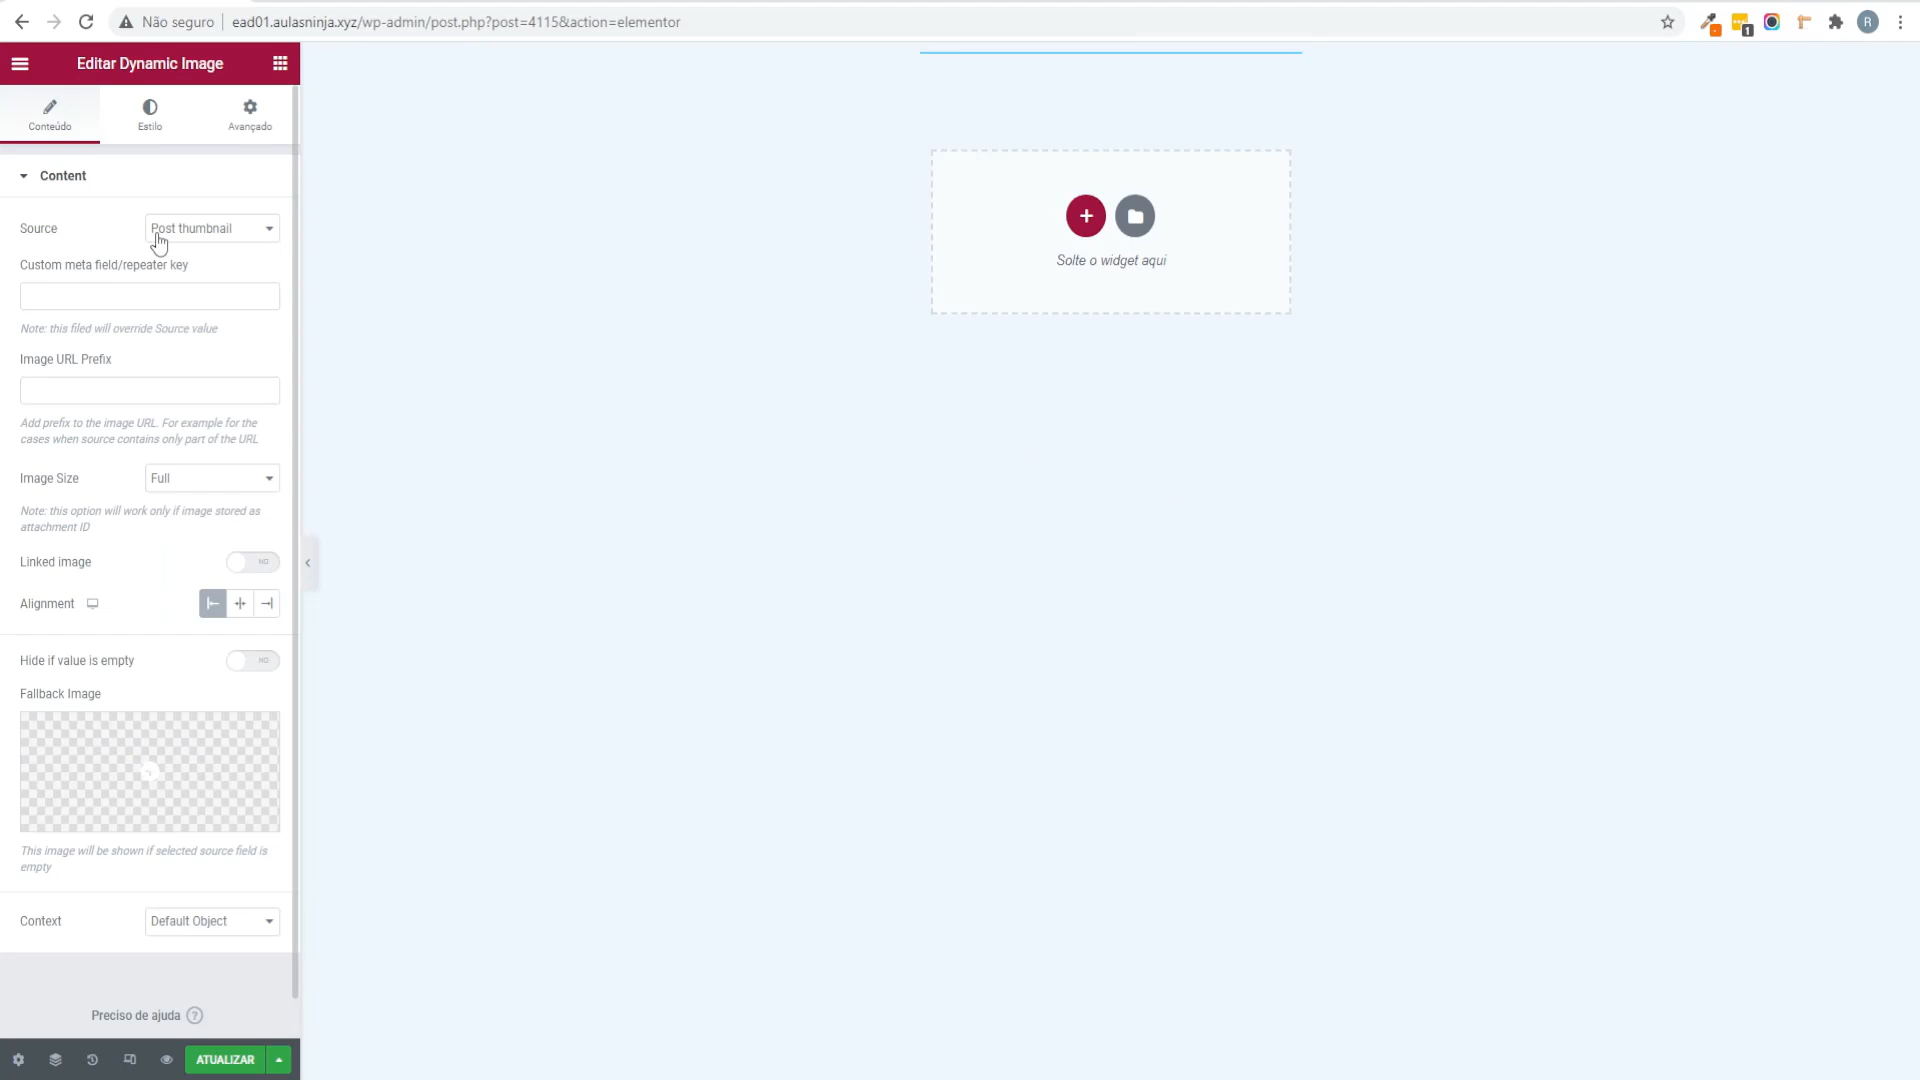 Não seguro
ead01.aulasninja.xyz/wp-admin/post.php?post=4115&action=elementor
1
R
Editar Dynamic Image
Conteúdo
Estilo
Avançado
Content
Source
Post thumbnail
Custom meta field/repeater key
Note: this filed will override Source value
Image URL Prefix
Add prefix to the image URL. For example for the
cases when source contains only part of the URL
Image Size
Full
Note: this option will work only if image stored as
attachment ID
Linked image
NO
Alignment
Hide if value is empty
NO
Fallback Image
This image will be shown if selected source field is
empty
Context
Default Object
Preciso de ajuda ?
ATUALIZAR
Solte o widget aqui